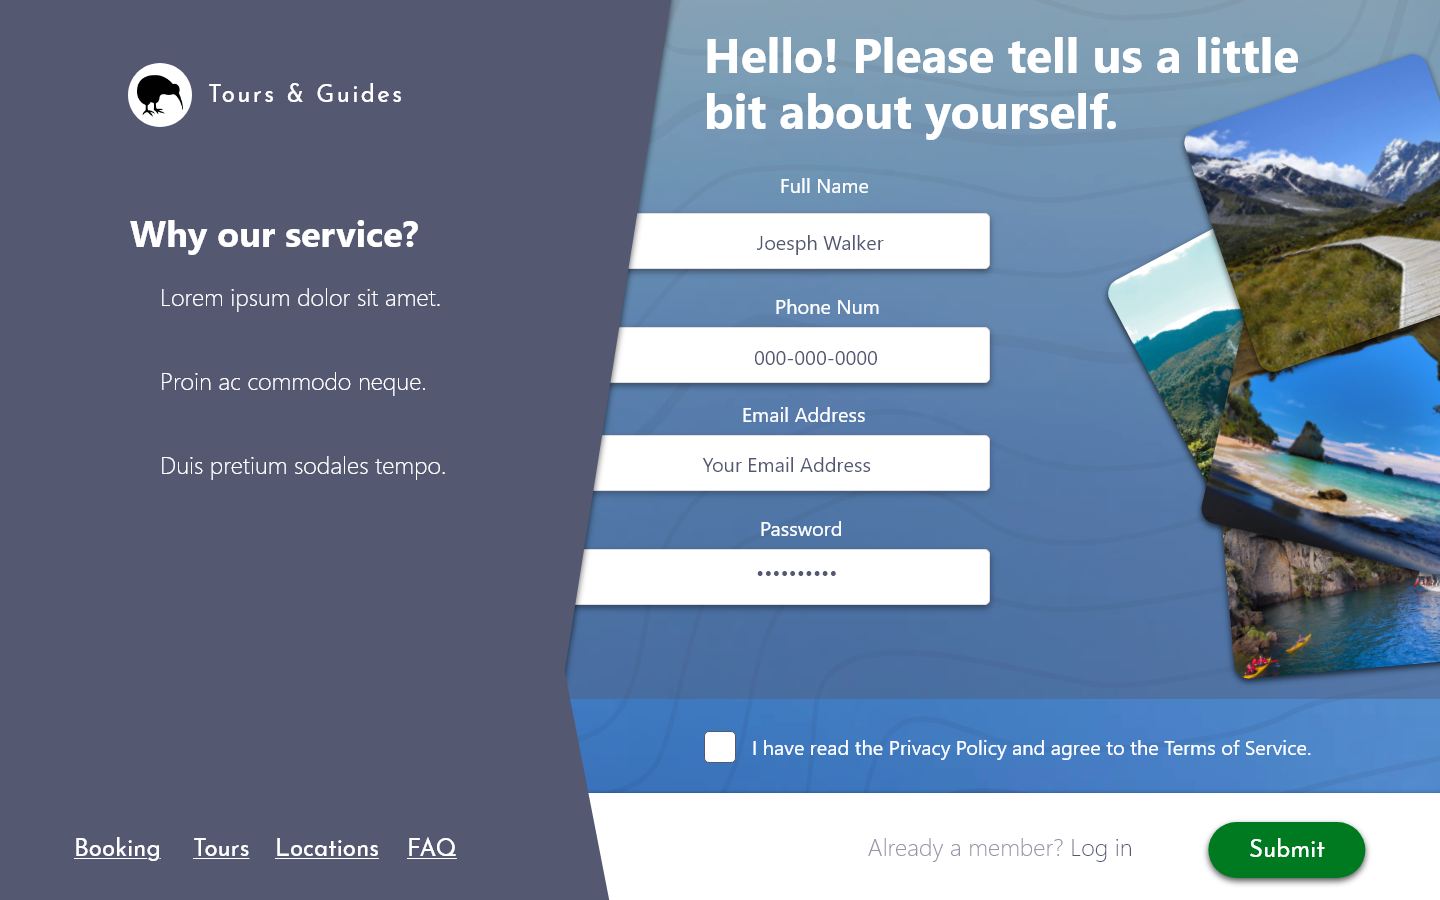 Tours & Guides
Why our service?
Lorem ipsum dolor sit amet.
Proin ac commodo neque.
Duis pretium sodales tempo.
Booking Tours Locations FAQ
Hello! Please tell us a little
bit about yourself.
Full Name
Joesph Walker
Phone Num
000-000-0000
Email Address
Your Email Address
Password
••••••••••
I have read the Privacy Policy and agree to the Terms of Service.
Already a member? Log in
Submit